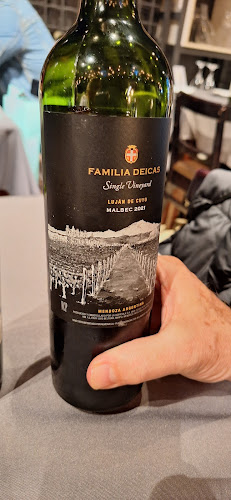 FAMILIA DEICAS
Single Vineyard
LUJÁN DE CUYO
MALBEC 2021
MENDOZA ARGENTINA